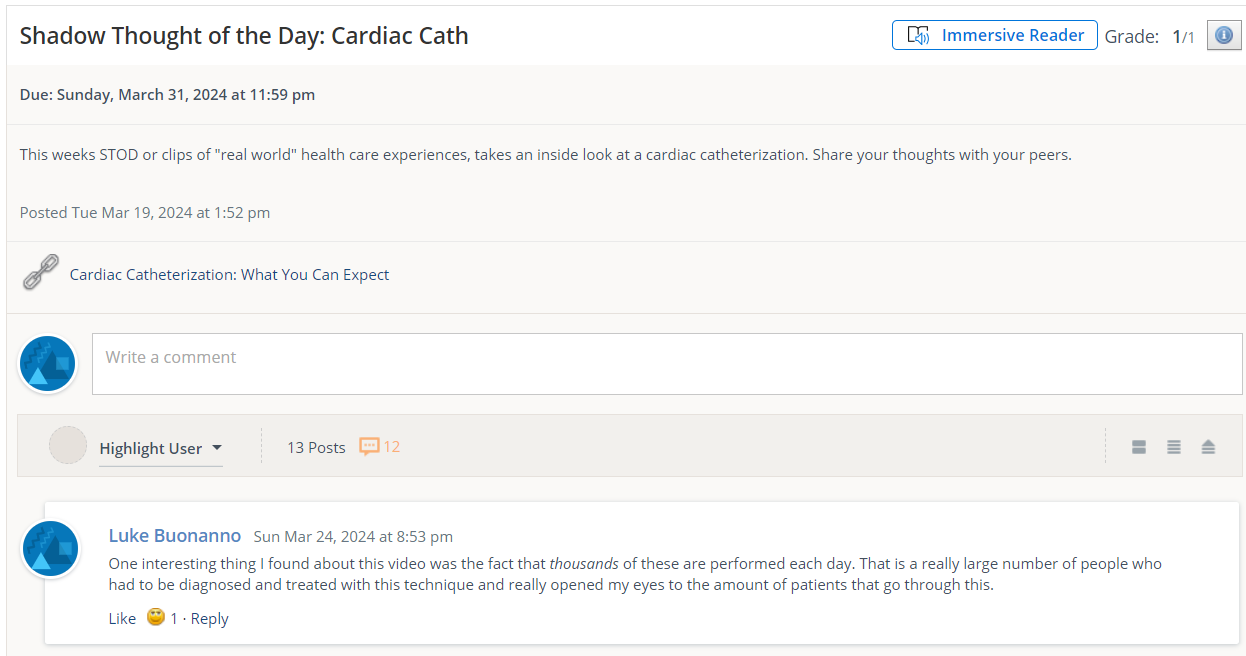 Shadow Thought of the Day: Cardiac Cath
Immersive Reader
Grade: 1/1
Due: Sunday, March 31, 2024 at 11:59 pm
This weeks STOD or clips of "real world" health care experiences, takes an inside look at a cardiac catheterization. Share your thoughts with your peers.
Posted Tue Mar 19, 2024 at 1:52 pm
Cardiac Catheterization: What You Can Expect
Write a comment
Highlight User
13 Posts
12
Luke Buonanno Sun Mar 24, 2024 at 8:53 pm
One interesting thing I found about this video was the fact that thousands of these are performed each day. That is a really large number of people who
had to be diagnosed and treated with this technique and really opened my eyes to the amount of patients that go through this.
Like 1 · Reply